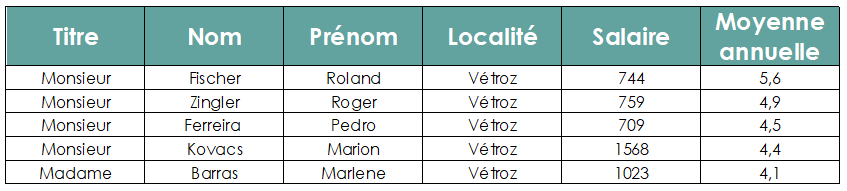 Titre Nom Prénom Localité Salaire Moyenne annuelle
Monsieur Fischer Roland Vétroz 744 5,6
Monsieur Zingler Roger Vétroz 759 4,9
Monsieur Ferreira Pedro Vétroz 709 4,5
Monsieur Kovacs Marion Vétroz 1568 4,4
Madame Barras Marlene Vétroz 1023 4,1